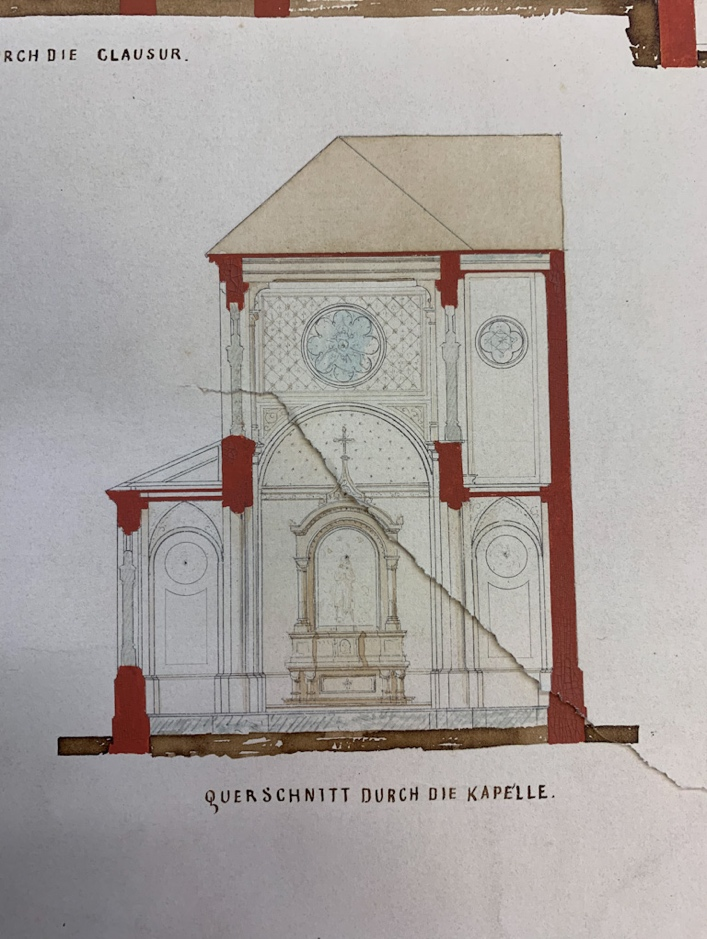 RCH DIE CLAUSUR.
QUERSCHNITT DURCH DIE KAPELLE.